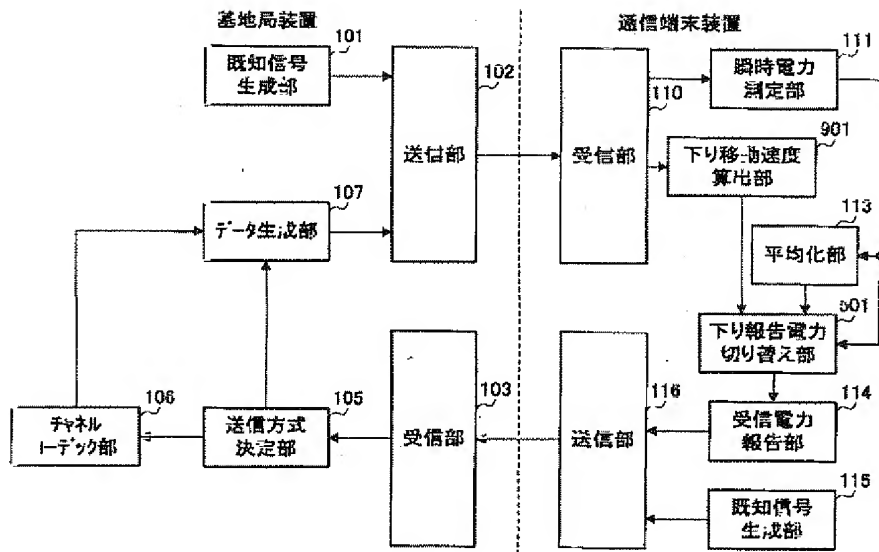 基地局装置
通信端末装置
101
既知信号
生成部
102
送信部
110
受信部
111
瞬時電力
測定部
901
下り移動速度
算出部
107
データ生成部
113
平均化部
501
下り報告電力
切り替え部
106
チャネル
コーデック部
105
送信方式
決定部
103
受信部
116
送信部
114
受信電力
報告部
115
既知信号
生成部